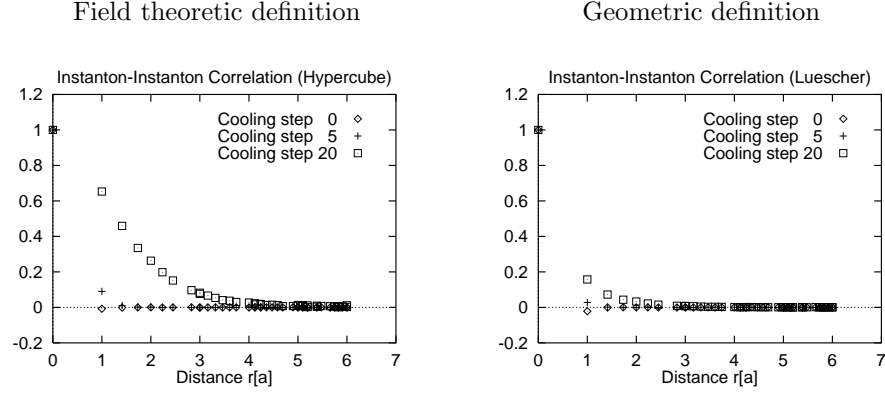 Field theoretic definition
Geometric definition
Instanton-Instanton Correlation (Hypercube)
1.2
1
0.8
0.6
0.4
0.2
0
-0.2
Cooling step 0
Cooling step 5
Cooling step 20
0 1 2 3 4 5 6 7
Distance r[a]
Instanton-Instanton Correlation (Luescher)
1.2
1
0.8
0.6
0.4
0.2
0
-0.2
Cooling step 0
Cooling step 5
Cooling step 20
0 1 2 3 4 5 6 7
Distance r[a]